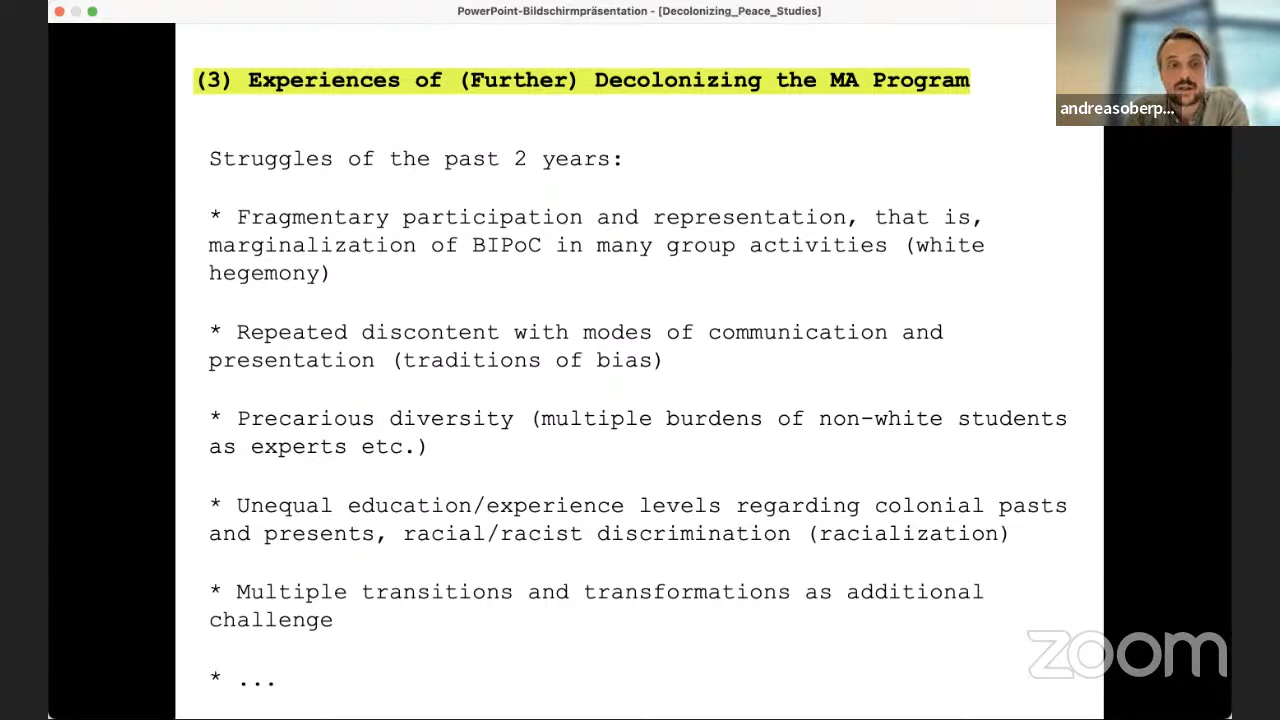 PowerPoint-Bildschirmpräsentation - [Decolonizing_Peace_Studies]
(3) Experiences of (Further) Decolonizing the MA Program
andreasoberp...
Struggles of the past 2 years:
* Fragmentary participation and representation, that is,
marginalization of BIPoC in many group activities (white
hegemony)
* Repeated discontent with modes of communication and
presentation (traditions of bias)
* Precarious diversity (multiple burdens of non-white students
as experts etc.)
* Unequal education/experience levels regarding colonial pasts
and presents, racial/racist discrimination (racialization)
* Multiple transitions and transformations as additional
challenge
* ...
zoom